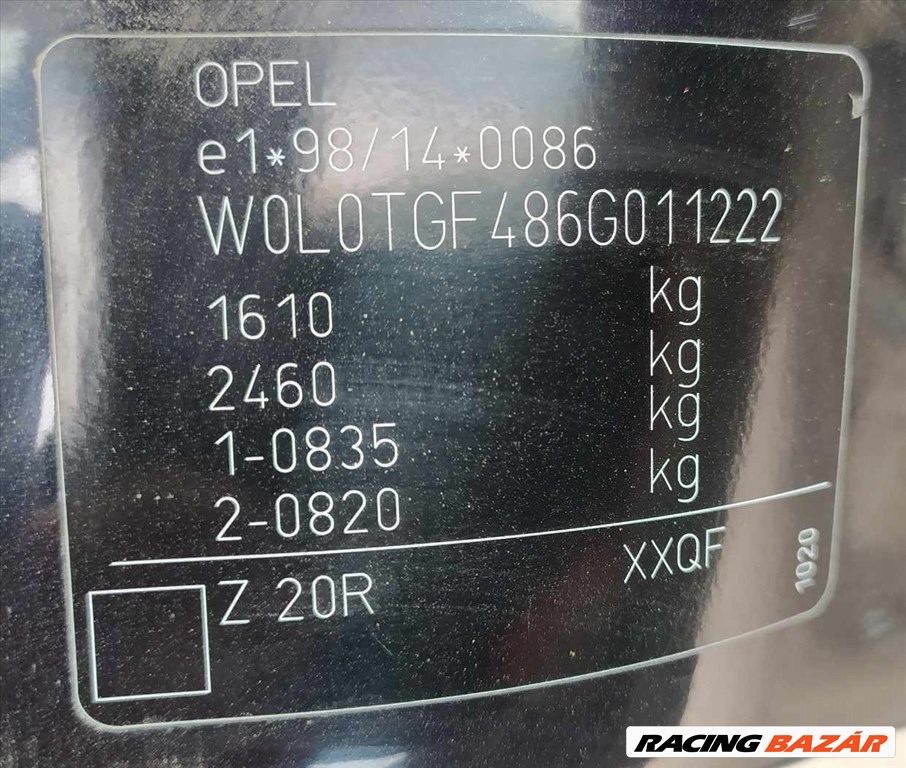 OPEL
e1*98/14*0086
W0L0TGF486G011222
1610 kg
2460 kg
1-0835 kg
2-0820 kg
Z 20R XXQF
1020
RACING BAZÁR